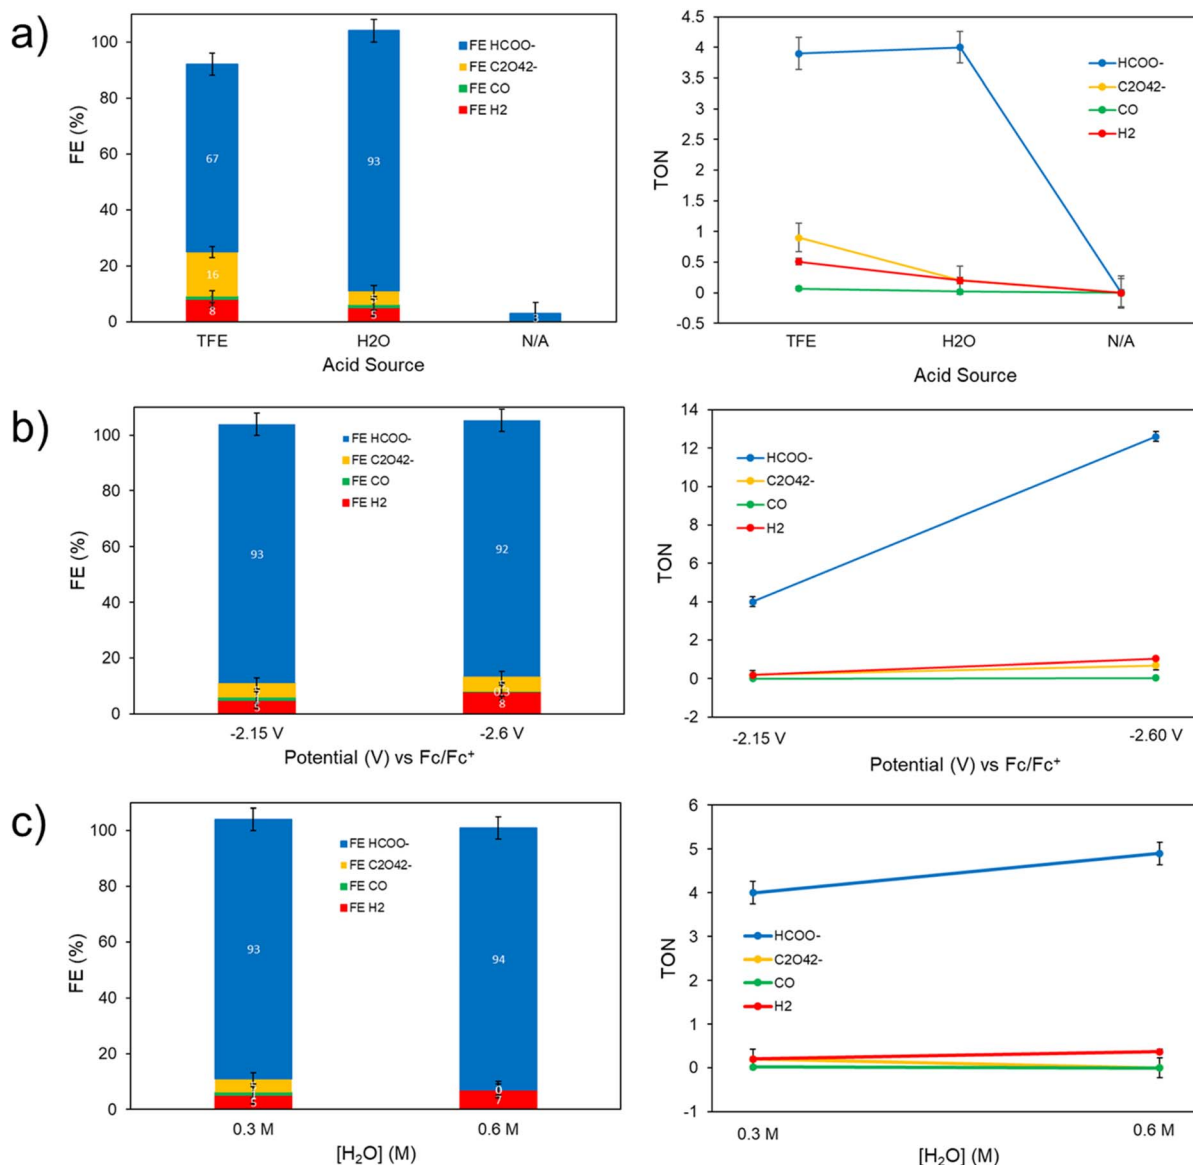 a)
FE (%)
100
80
60
40
20
0
67
16
8
93
5
3
FE HCOO-
FE C2O42-
FE CO
FE H2
TFE
H2O
N/A
Acid Source
TON
4.5
4
3.5
3
2.5
2
1.5
1
0.5
0
-0.5
HCOO-
C2O42-
CO
H2
TFE
H2O
N/A
Acid Source
b)
FE (%)
100
80
60
40
20
0
93
5
92
8
FE HCOO-
FE C2O42-
FE CO
FE H2
-2.15 V
-2.6 V
Potential (V) vs Fc/Fc⁺
TON
14
12
10
8
6
4
2
0
-2
HCOO-
C2O42-
CO
H2
-2.15 V
-2.60 V
Potential (V) vs Fc/Fc⁺
c)
FE (%)
100
80
60
40
20
0
93
5
94
0
7
FE HCOO-
FE C2O42-
FE CO
FE H2
0.3 M
0.6 M
[H₂O] (M)
TON
6
5
4
3
2
1
0
-1
HCOO-
C2O42-
CO
H2
0.3 M
0.6 M
[H₂O] (M)